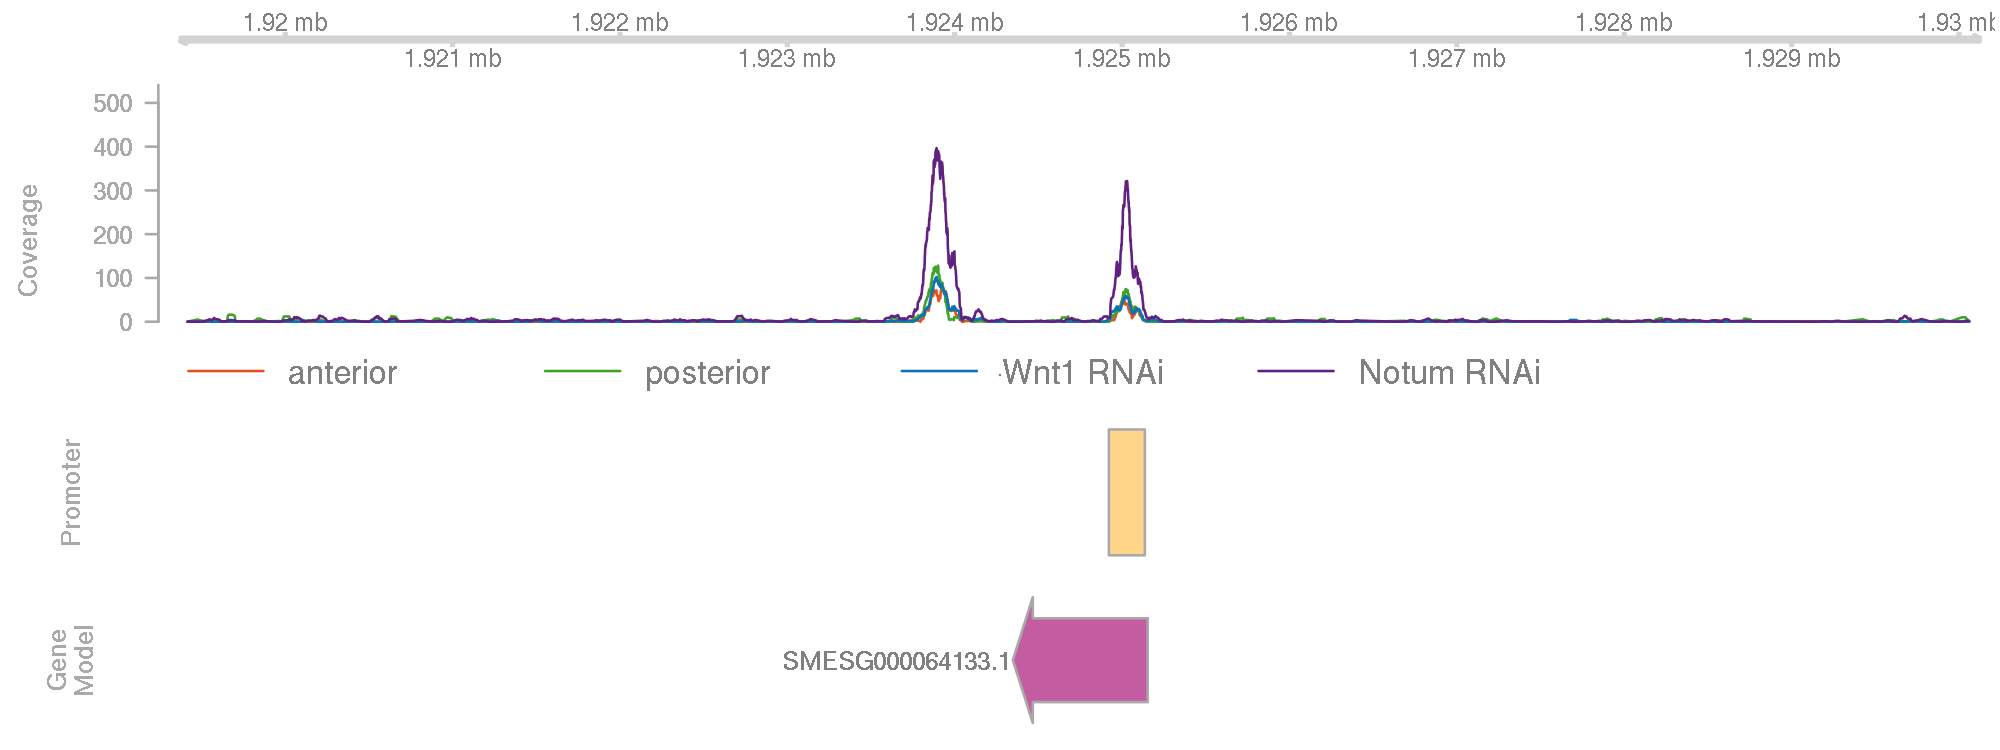 1.92 mb 1.922 mb 1.924 mb 1.926 mb 1.928 mb 1.93 mb
1.921 mb 1.923 mb 1.925 mb 1.927 mb 1.929 mb
500
400
300
200
100
0
Coverage
anterior posterior Wnt1 RNAi Notum RNAi
Promoter
Gene
Model
SMESG000064133.1